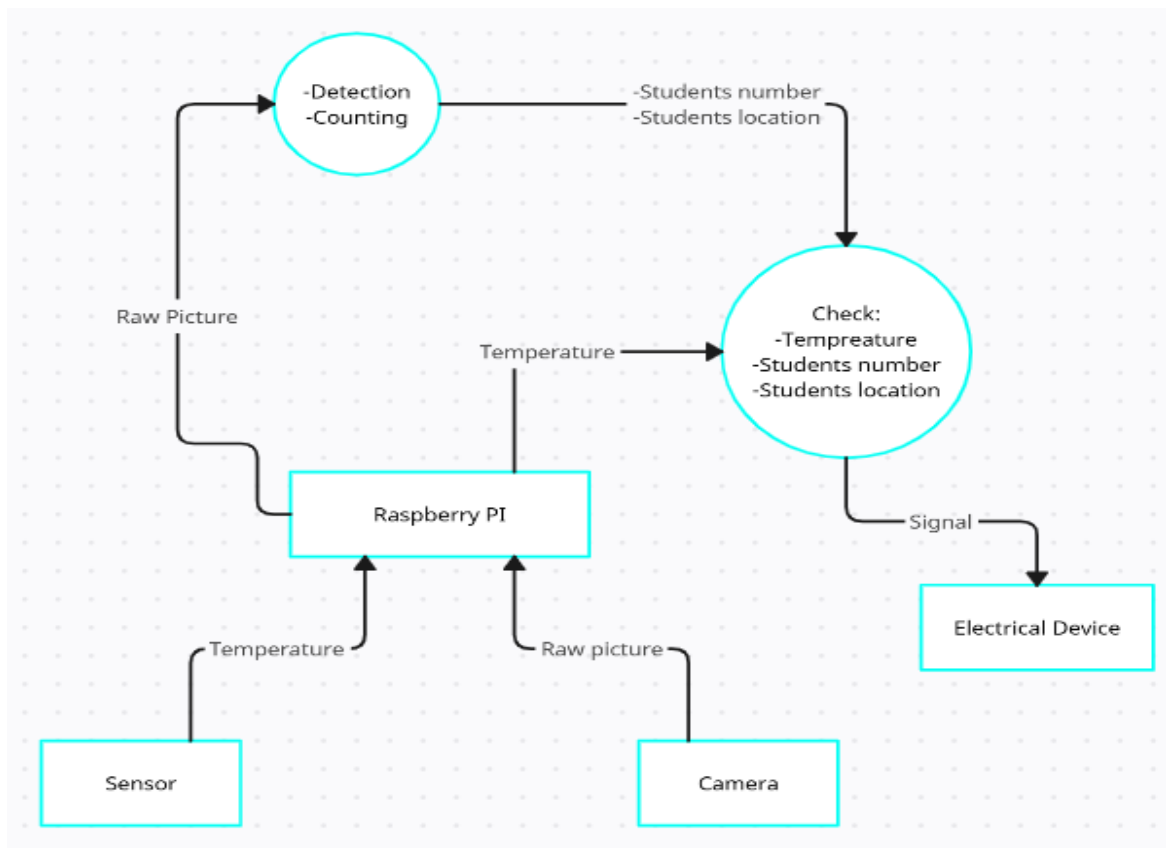 -Detection
-Counting
-Students number
-Students location
Raw Picture
Check:
-Tempreature
-Students number
-Students location
Temperature
Raspberry PI
Signal
Electrical Device
Temperature
Raw picture
Sensor
Camera